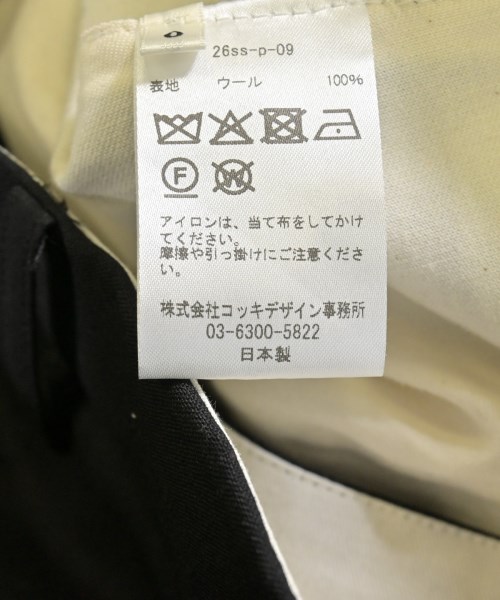 0
26ss-p-09
表地 ウール 100%
F W
アイロンは、当て布をしてかけ
てください。
摩擦や引っ掛けにご注意くださ
い。
株式会社コッキデザイン事務所
03-6300-5822
日本製